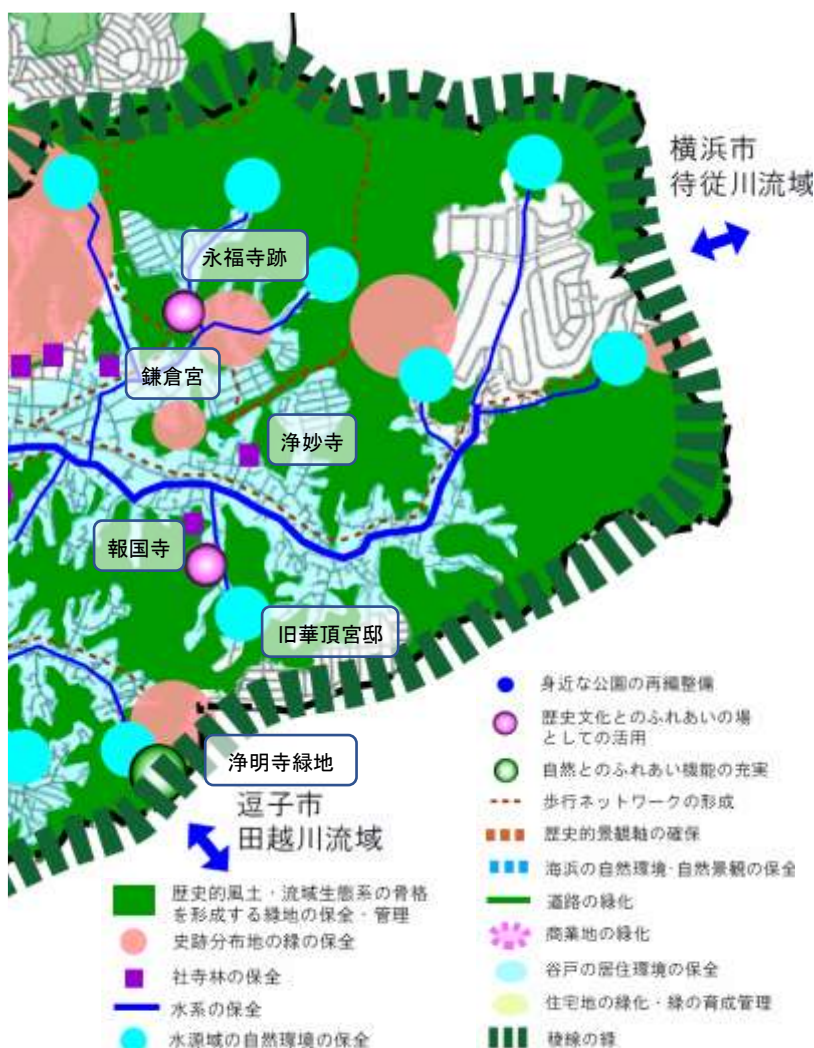 横浜市
待従川流域
永福寺跡
鎌倉宮
浄妙寺
報国寺
旧華頂宮邸
浄明寺緑地
逗子市
田越川流域
歴史的風土・流域生態系の骨格
を形成する緑地の保全・管理
史跡分布地の緑の保全
社寺林の保全
水系の保全
水源域の自然環境の保全
身近な公園の再編整備
歴史文化とのふれあいの場
としての活用
自然とのふれあい機能の充実
歩行ネットワークの形成
歴史的景観軸の確保
海浜の自然環境・自然景観の保全
道路の緑化
商業地の緑化
谷戸の居住環境の保全
住宅地の緑化・緑の育成管理
稜線の緑